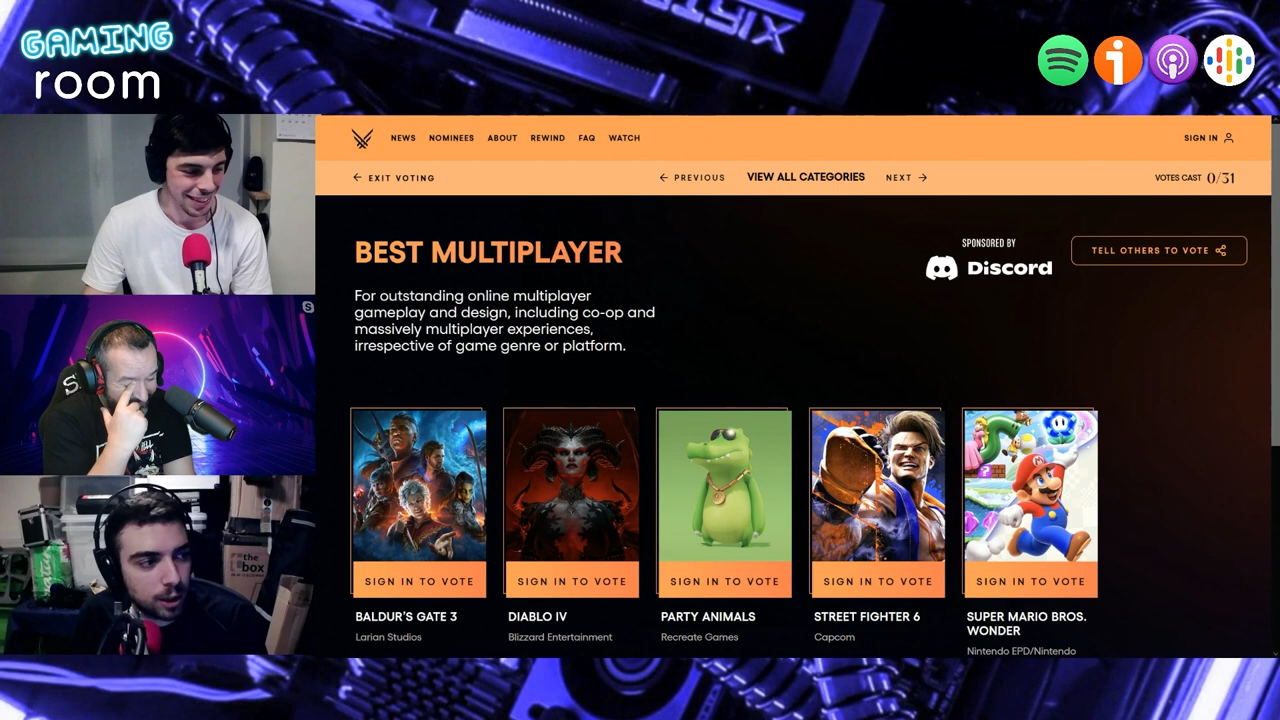 GAMING
room
NEWS NOMINEES ABOUT REWIND FAQ WATCH
SIGN IN
EXIT VOTING
PREVIOUS
VIEW ALL CATEGORIES
NEXT
VOTES CAST 0/31
BEST MULTIPLAYER
For outstanding online multiplayer
gameplay and design, including co-op and
massively multiplayer experiences,
irrespective of game genre or platform.
SPONSORED BY
Discord
TELL OTHERS TO VOTE
SIGN IN TO VOTE
BALDUR'S GATE 3
Larian Studios
SIGN IN TO VOTE
DIABLO IV
Blizzard Entertainment
SIGN IN TO VOTE
PARTY ANIMALS
Recreate Games
SIGN IN TO VOTE
STREET FIGHTER 6
Capcom
SIGN IN TO VOTE
SUPER MARIO BROS.
WONDER
Nintendo EPD/Nintendo
the
box